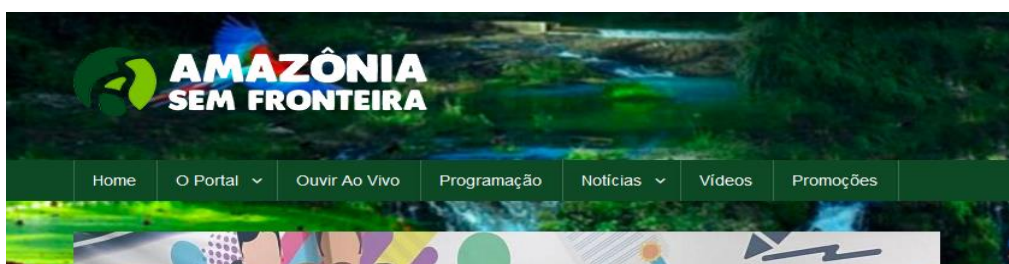 AMAZÔNIA
SEM FRONTEIRA
Home O Portal Ouvir Ao Vivo Programação Notícias Vídeos Promoções